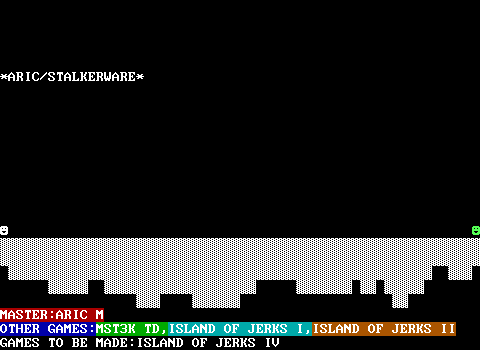 *ARIC/STALKERWARE*
MASTER:ARIC M
OTHER GAMES:MST3K TD,ISLAND OF JERKS I,ISLAND OF JERKS II
GAMES TO BE MADE:ISLAND OF JERKS IV